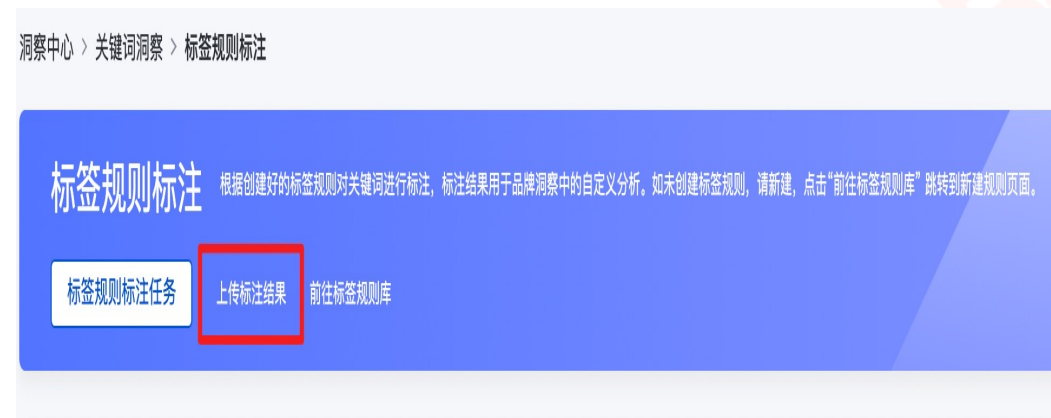 洞察中心 > 关键词洞察 > 标签规则标注
标签规则标注 根据创建好的标签规则对关键词进行标注，标注结果用于品牌洞察中的自定义分析。如未创建标签规则，请新建，点击“前往标签规则库”跳转到新建规则页面。
标签规则标注任务 上传标注结果 前往标签规则库